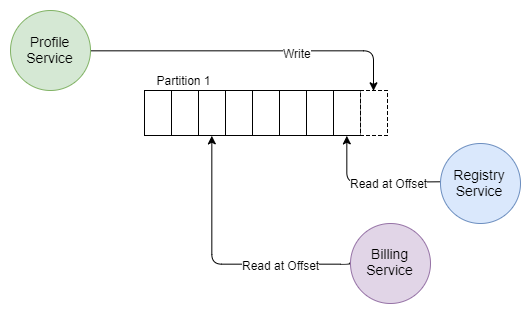 Profile
Service
Write
Partition 1
Read at Offset
Registry
Service
Read at Offset
Billing
Service